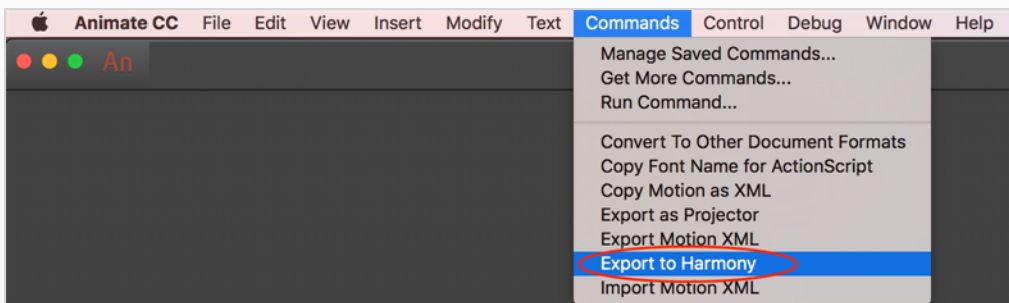 Animate CC File Edit View Insert Modify Text Commands Control Debug Window Help
An
Manage Saved Commands...
Get More Commands...
Run Command...
Convert To Other Document Formats
Copy Font Name for ActionScript
Copy Motion as XML
Export as Projector
Export Motion XML
Export to Harmony
Import Motion XML